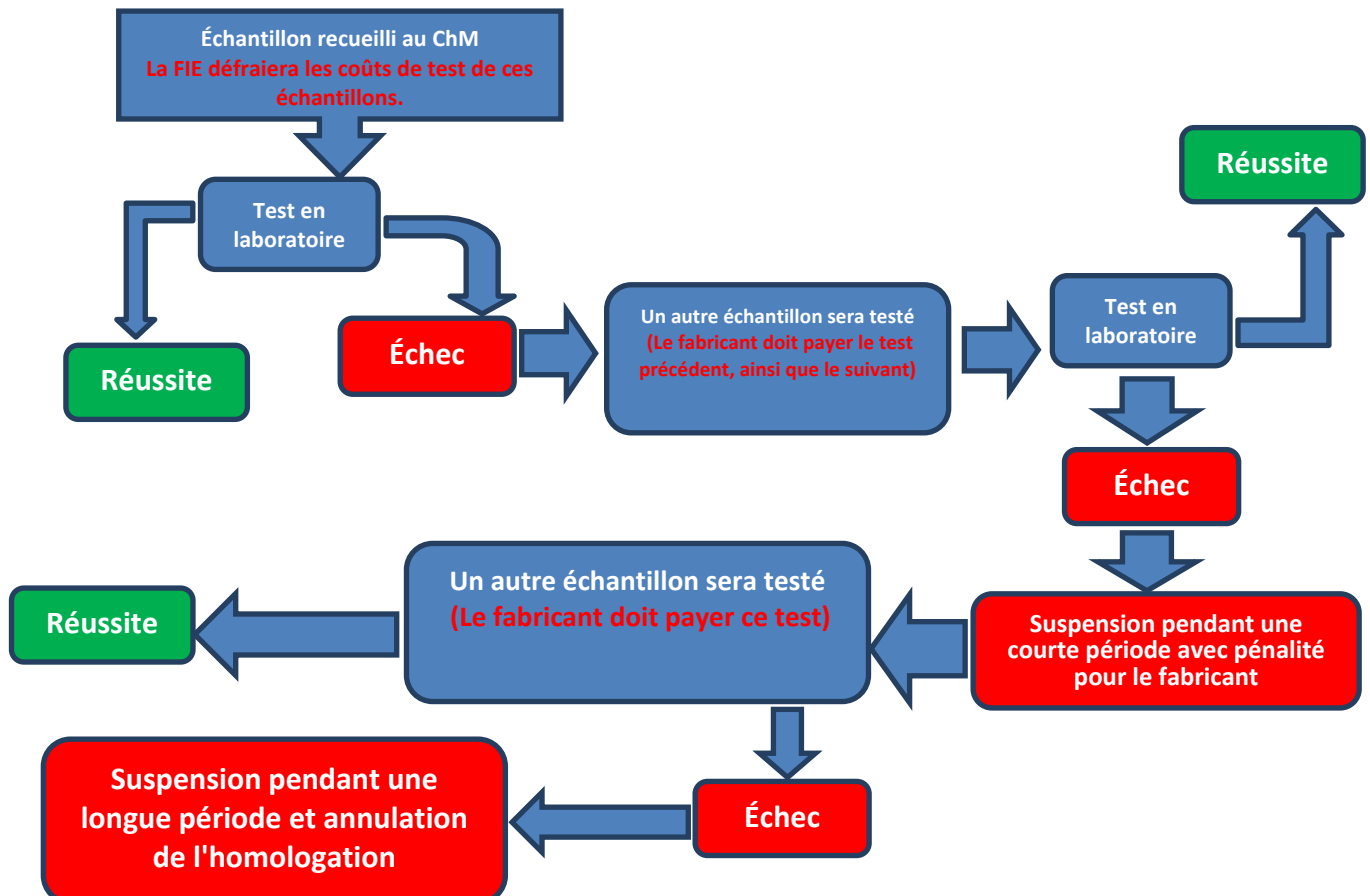 Échantillon recueilli au ChM
La FIE défraiera les coûts de test de ces
échantillons.
Test en
laboratoire
Réussite
Échec
Un autre échantillon sera testé
(Le fabricant doit payer le test
précédent, ainsi que le suivant)
Test en
laboratoire
Réussite
Échec
Suspension pendant une
courte période avec pénalité
pour le fabricant
Un autre échantillon sera testé
(Le fabricant doit payer ce test)
Réussite
Échec
Suspension pendant une
longue période et annulation
de l'homologation